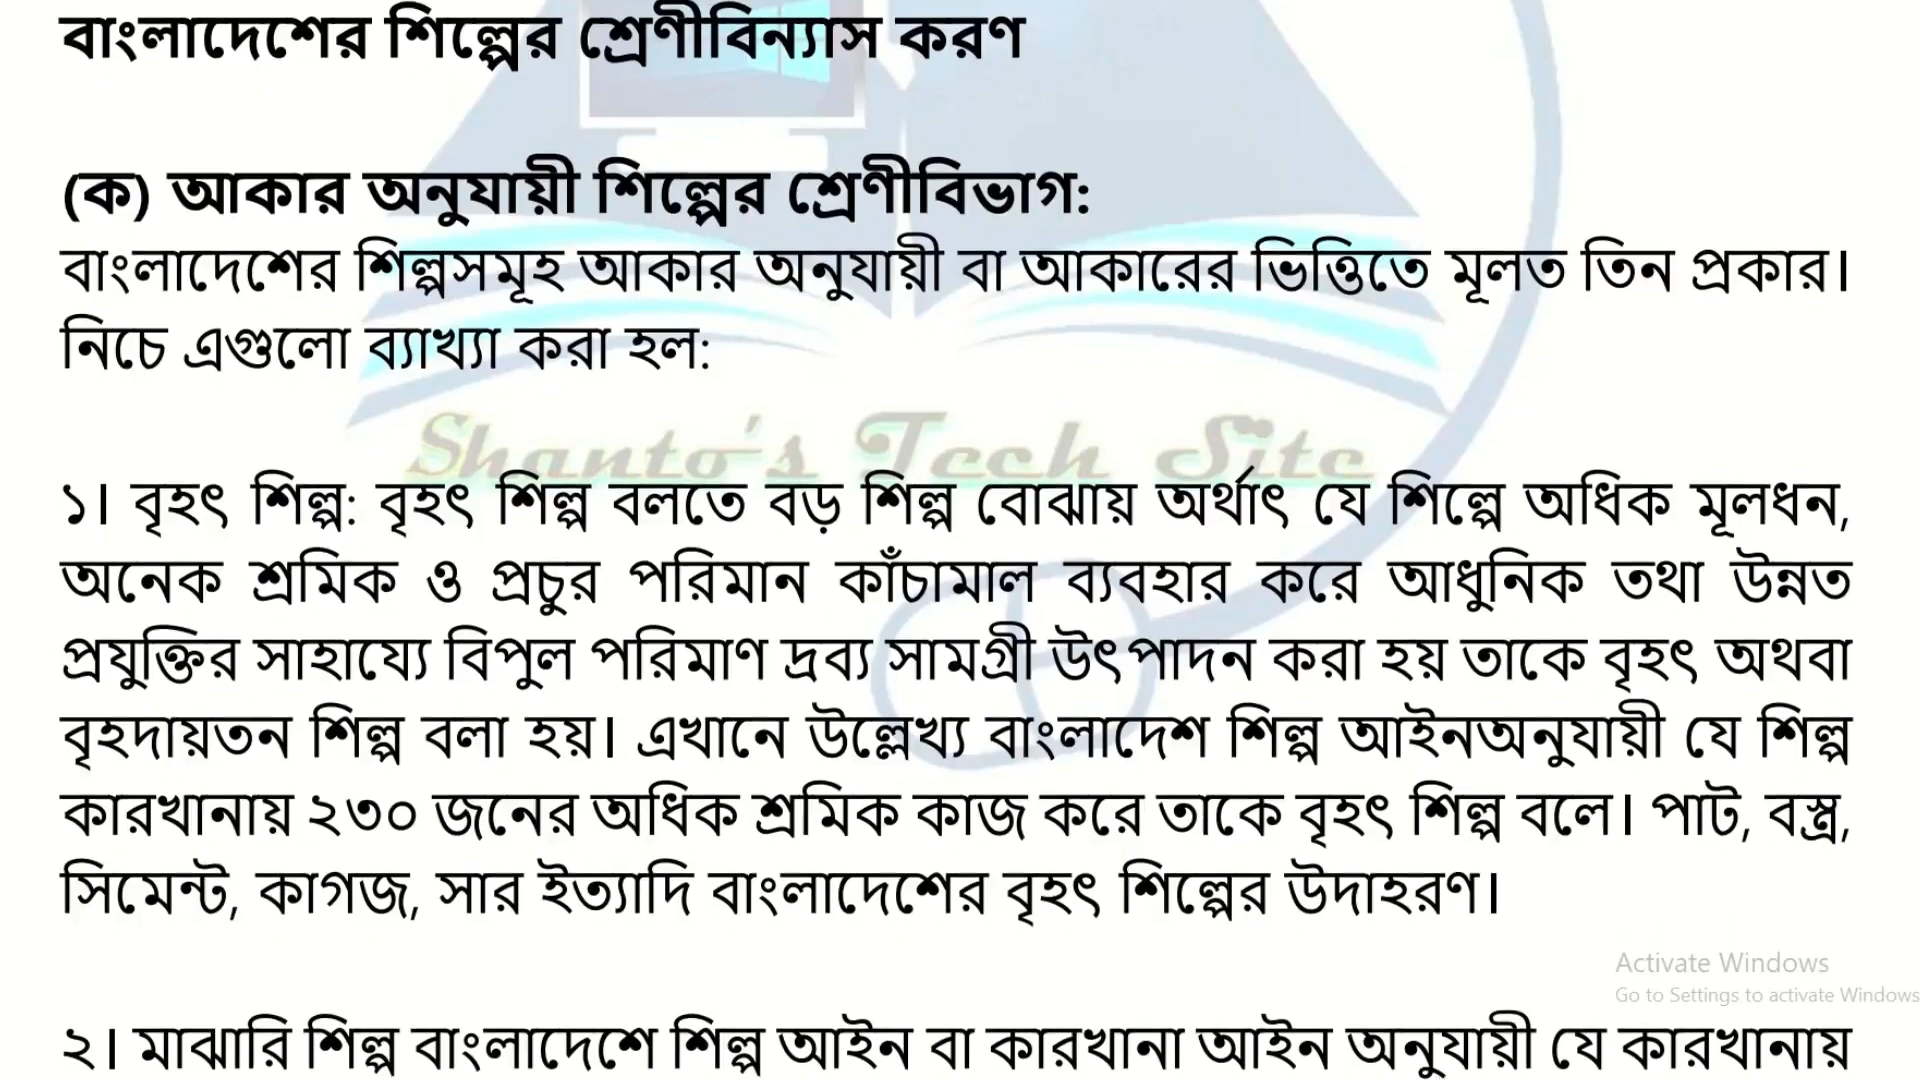 বাংলাদেশের শিল্পের শ্রেণীবিন্যাস করণ
(ক) আকার অনুযায়ী শিল্পের শ্রেণীবিভাগ:
বাংলাদেশের শিল্পসমূহ আকার অনুযায়ী বা আকারের ভিত্তিতে মূলত তিন প্রকার।
নিচে এগুলো ব্যাখ্যা করা হল:
Shanto's Tech Site
১। বৃহৎ শিল্প: বৃহৎ শিল্প বলতে বড় শিল্প বোঝায় অর্থাৎ যে শিল্পে অধিক মূলধন,
অনেক শ্রমিক ও প্রচুর পরিমান কাঁচামাল ব্যবহার করে আধুনিক তথা উন্নত
প্রযুক্তির সাহায্যে বিপুল পরিমাণ দ্রব্য সামগ্রী উৎপাদন করা হয় তাকে বৃহৎ অথবা
বৃহদায়তন শিল্প বলা হয়। এখানে উল্লেখ্য বাংলাদেশ শিল্প আইনঅনুযায়ী যে শিল্প
কারখানায় ২৩০ জনের অধিক শ্রমিক কাজ করে তাকে বৃহৎ শিল্প বলে। পাট, বস্ত্র,
সিমেন্ট, কাগজ, সার ইত্যাদি বাংলাদেশের বৃহৎ শিল্পের উদাহরণ।
Activate Windows
Go to Settings to activate Windows
২। মাঝারি শিল্প বাংলাদেশে শিল্প আইন বা কারখানা আইন অনুযায়ী যে কারখানায়